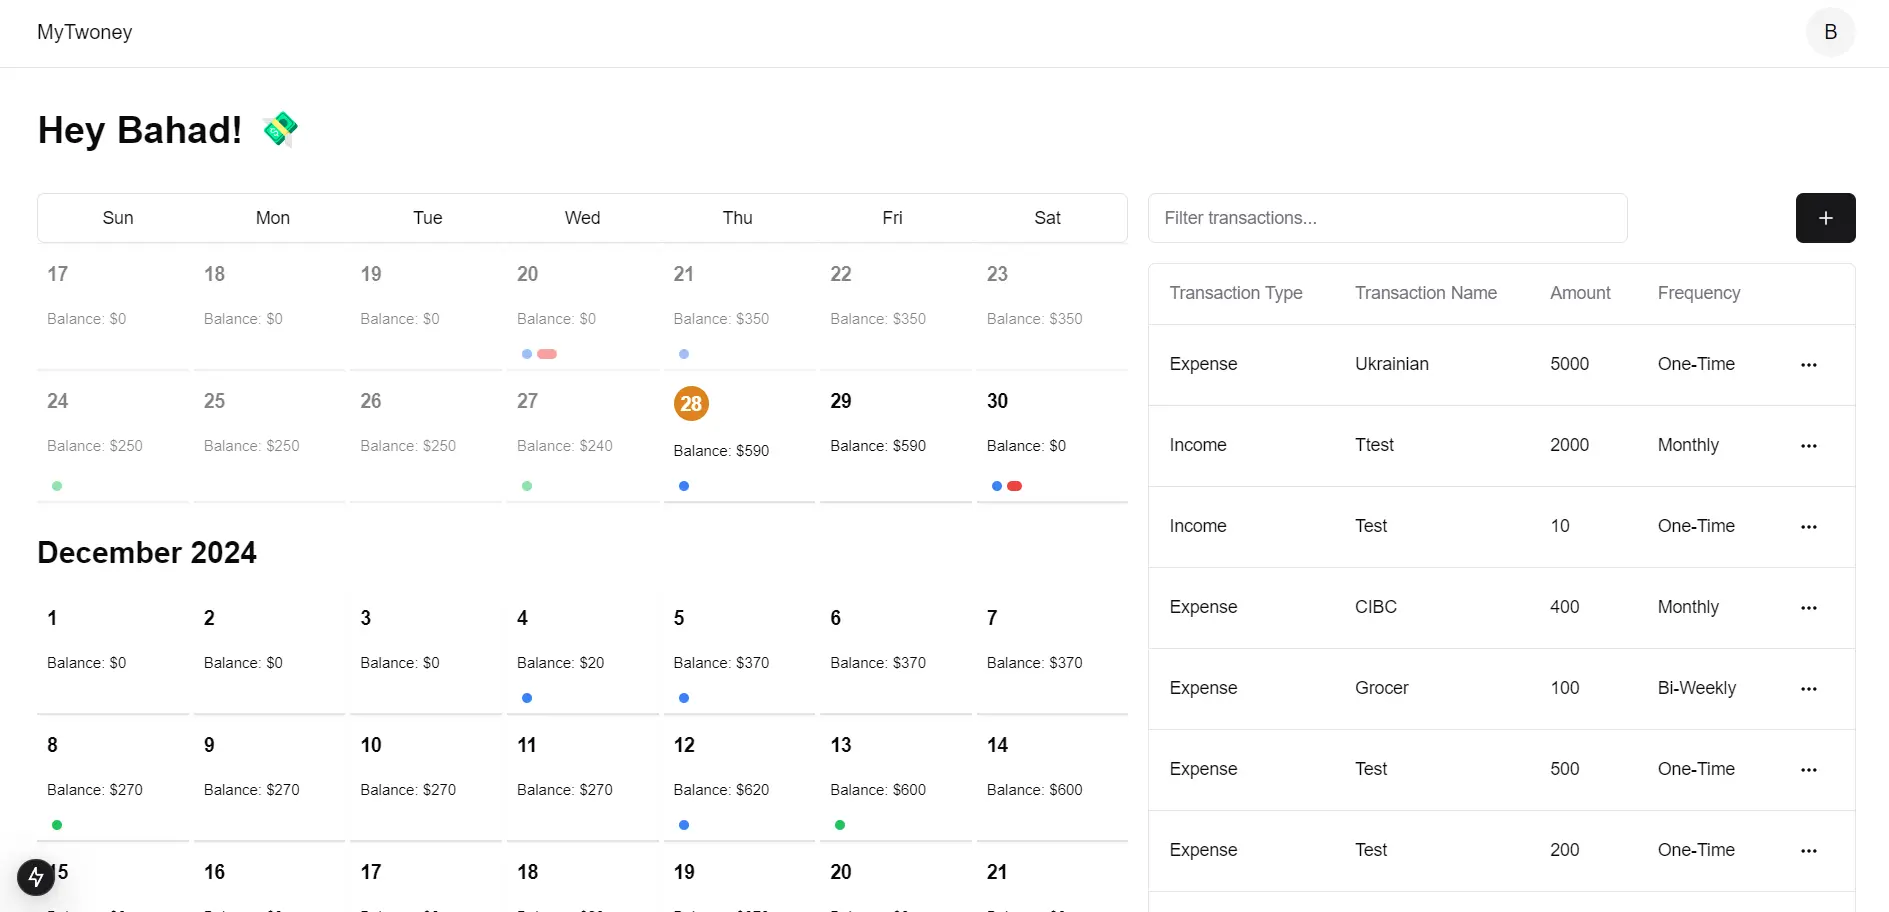 MyTwoney
B
Hey Bahad!
Sun Mon Tue Wed Thu Fri Sat
17 18 19 20 21 22 23
Balance: $0 Balance: $0 Balance: $0 Balance: $0 Balance: $350 Balance: $350 Balance: $350
24 25 26 27 28 29 30
Balance: $250 Balance: $250 Balance: $250 Balance: $240 Balance: $590 Balance: $590 Balance: $0
December 2024
1 2 3 4 5 6 7
Balance: $0 Balance: $0 Balance: $0 Balance: $20 Balance: $370 Balance: $370 Balance: $370
8 9 10 11 12 13 14
Balance: $270 Balance: $270 Balance: $270 Balance: $270 Balance: $620 Balance: $600 Balance: $600
15 16 17 18 19 20 21
Filter transactions...
+
Transaction Type Transaction Name Amount Frequency
Expense Ukrainian 5000 One-Time ...
Income Ttest 2000 Monthly ...
Income Test 10 One-Time ...
Expense CIBC 400 Monthly ...
Expense Grocer 100 Bi-Weekly ...
Expense Test 500 One-Time ...
Expense Test 200 One-Time ...